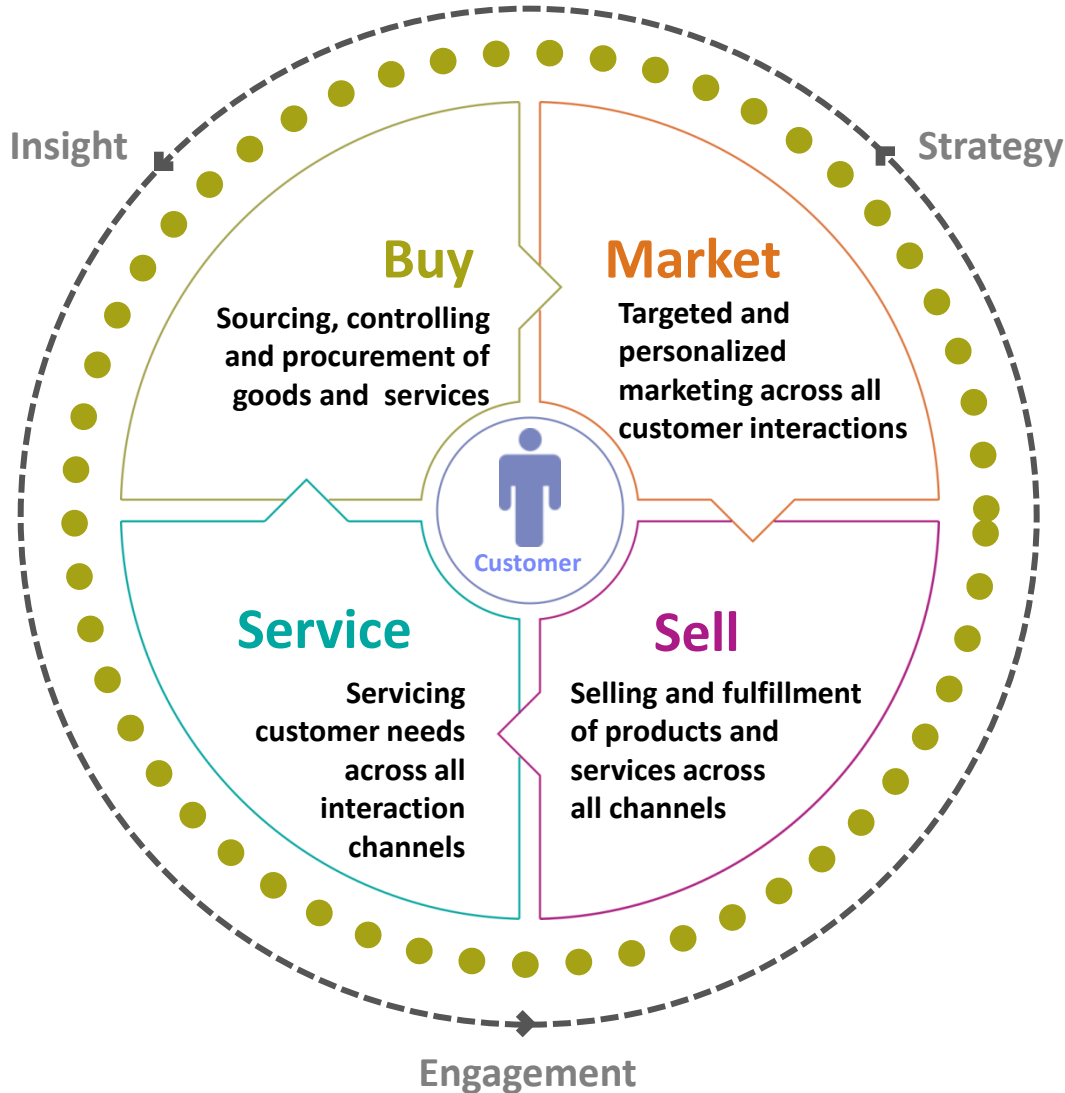 Insight
Strategy
Buy
Sourcing, controlling
and procurement of
goods and  services
Market
Targeted and
personalized
marketing across all
customer interactions
Customer
Service
Servicing
customer needs
across all
interaction
channels
Sell
Selling and fulfillment
of products and
services across
all channels
Engagement